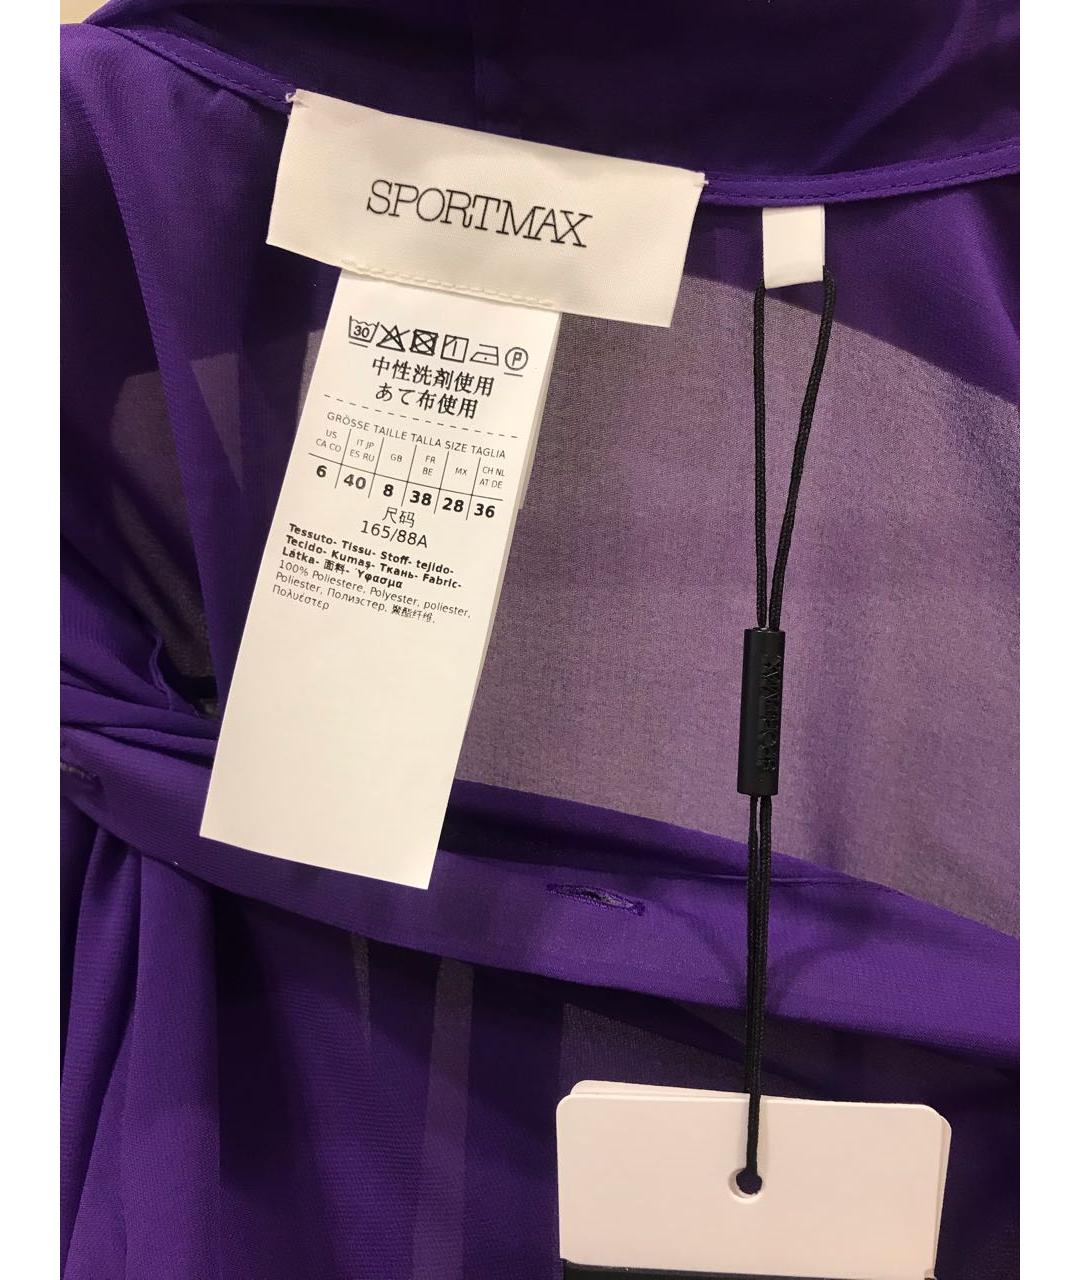 SPORTMAX
30 P
中性洗剤使用
あて布使用
GRÖSSE TAILLE TALLA SIZE TAGLIA
US CA CO | IT JP ES RU | GB | FR BE | MX | CH NL AT DE
6 | 40 | 8 | 38 | 28 | 36
尺码
165/88A
Tessuto- Tissu- Stoff- tejido-
Tecido- Kumaş- Ткань- Fabric-
Látka- 面料- Ύφασμα
100% Poliestere, Polyester, poliester,
Poliéster, Полиэстер, 聚酯纤维,
Πολυέστερ
SPORTMAX